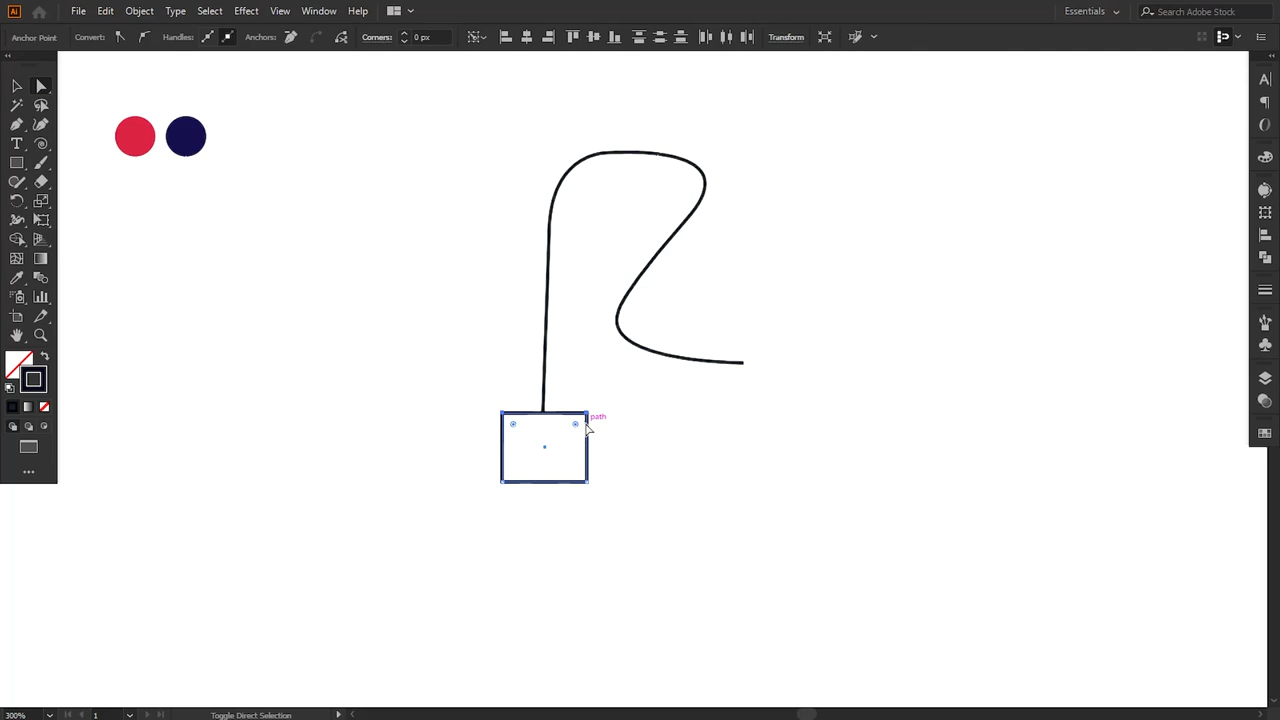 Ai File Edit Object Type Select Effect View Window Help Essentials Search Adobe Stock
Anchor Point Convert: Handles: Anchors: Corners: 0 px Transform
path
300% 1 Toggle Direct Selection